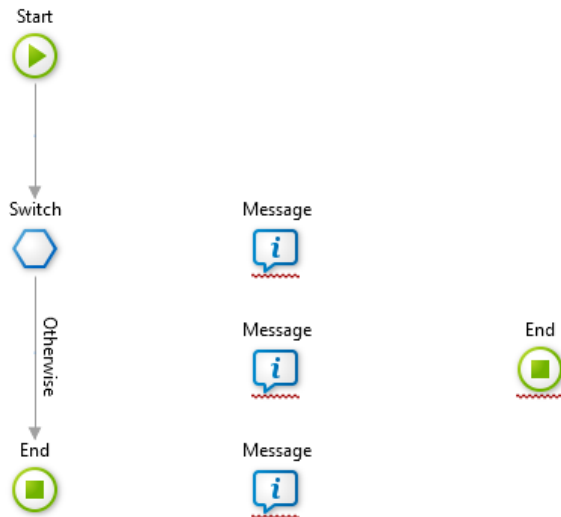 Start
Switch
Message
Otherwise
Message
End
End
Message